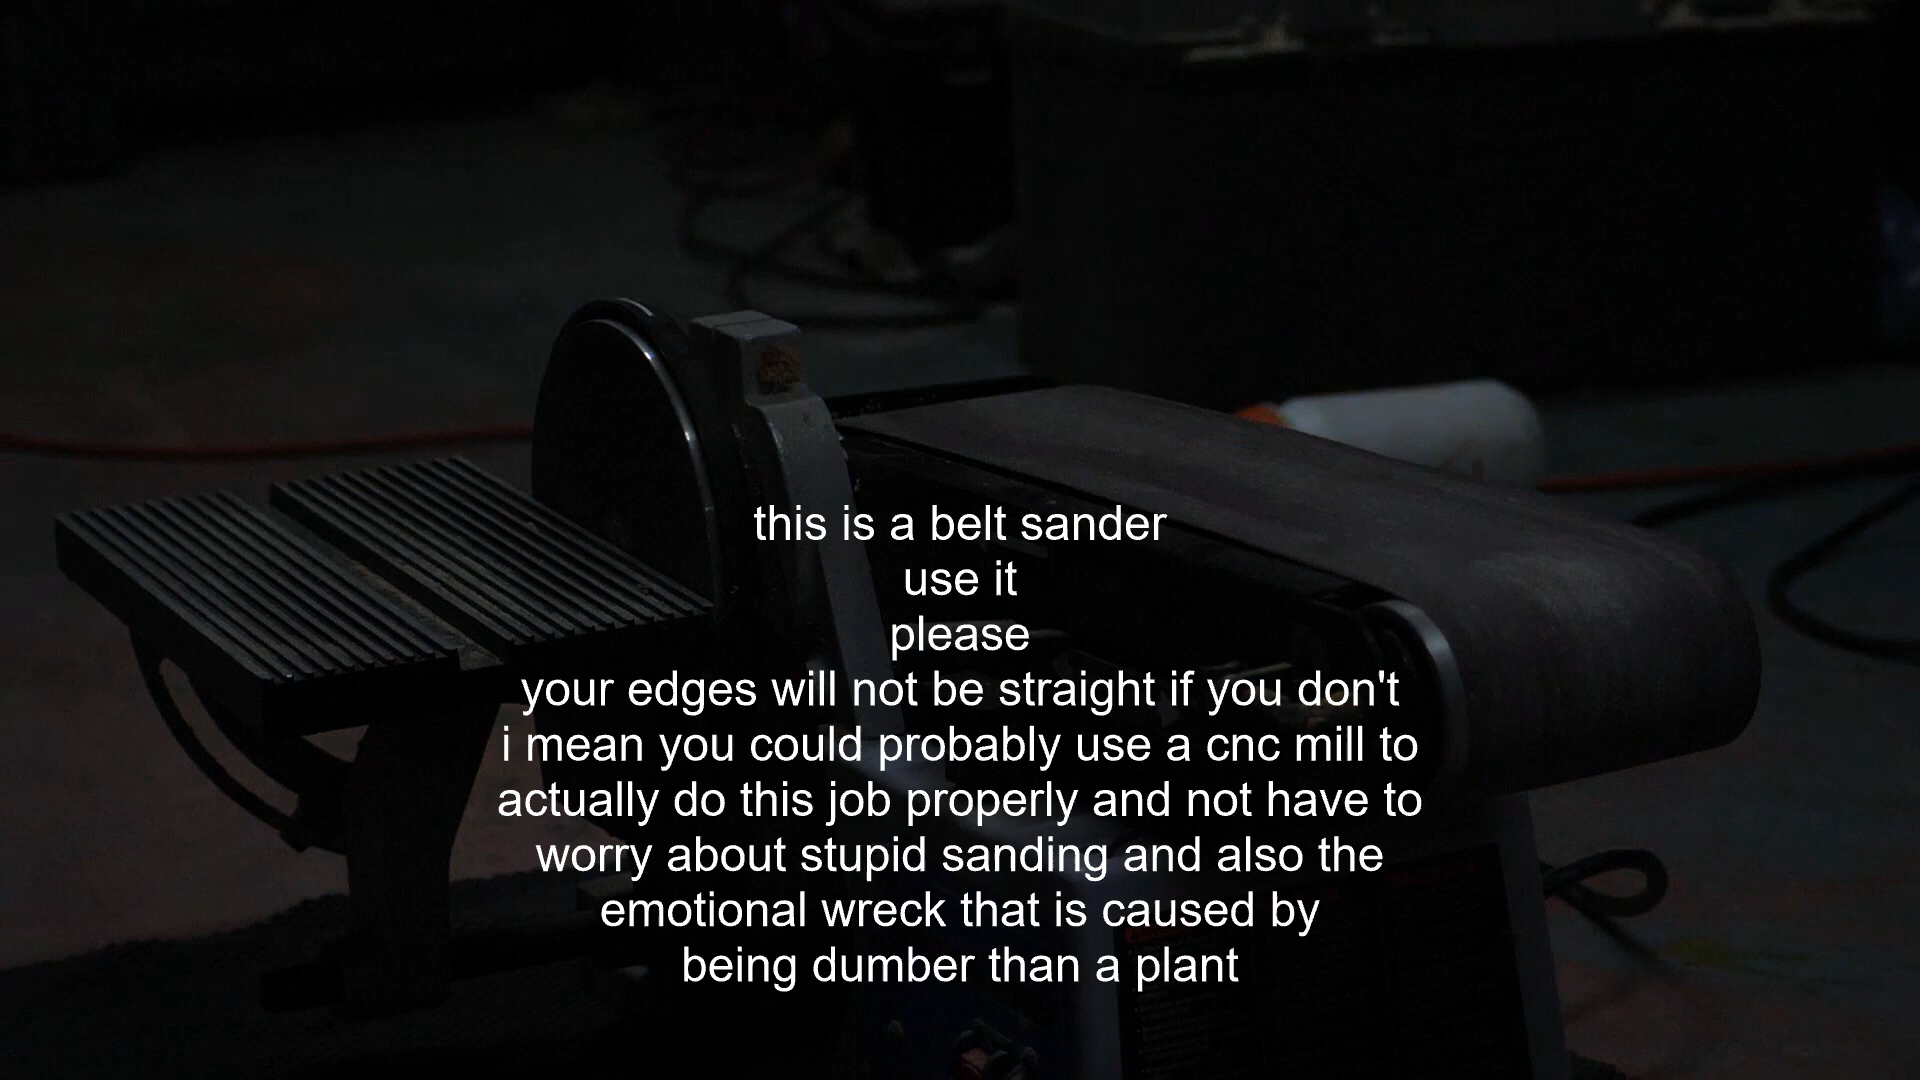 this is a belt sander
use it
please
your edges will not be straight if you don't
i mean you could probably use a cnc mill to
actually do this job properly and not have to
worry about stupid sanding and also the
emotional wreck that is caused by
being dumber than a plant